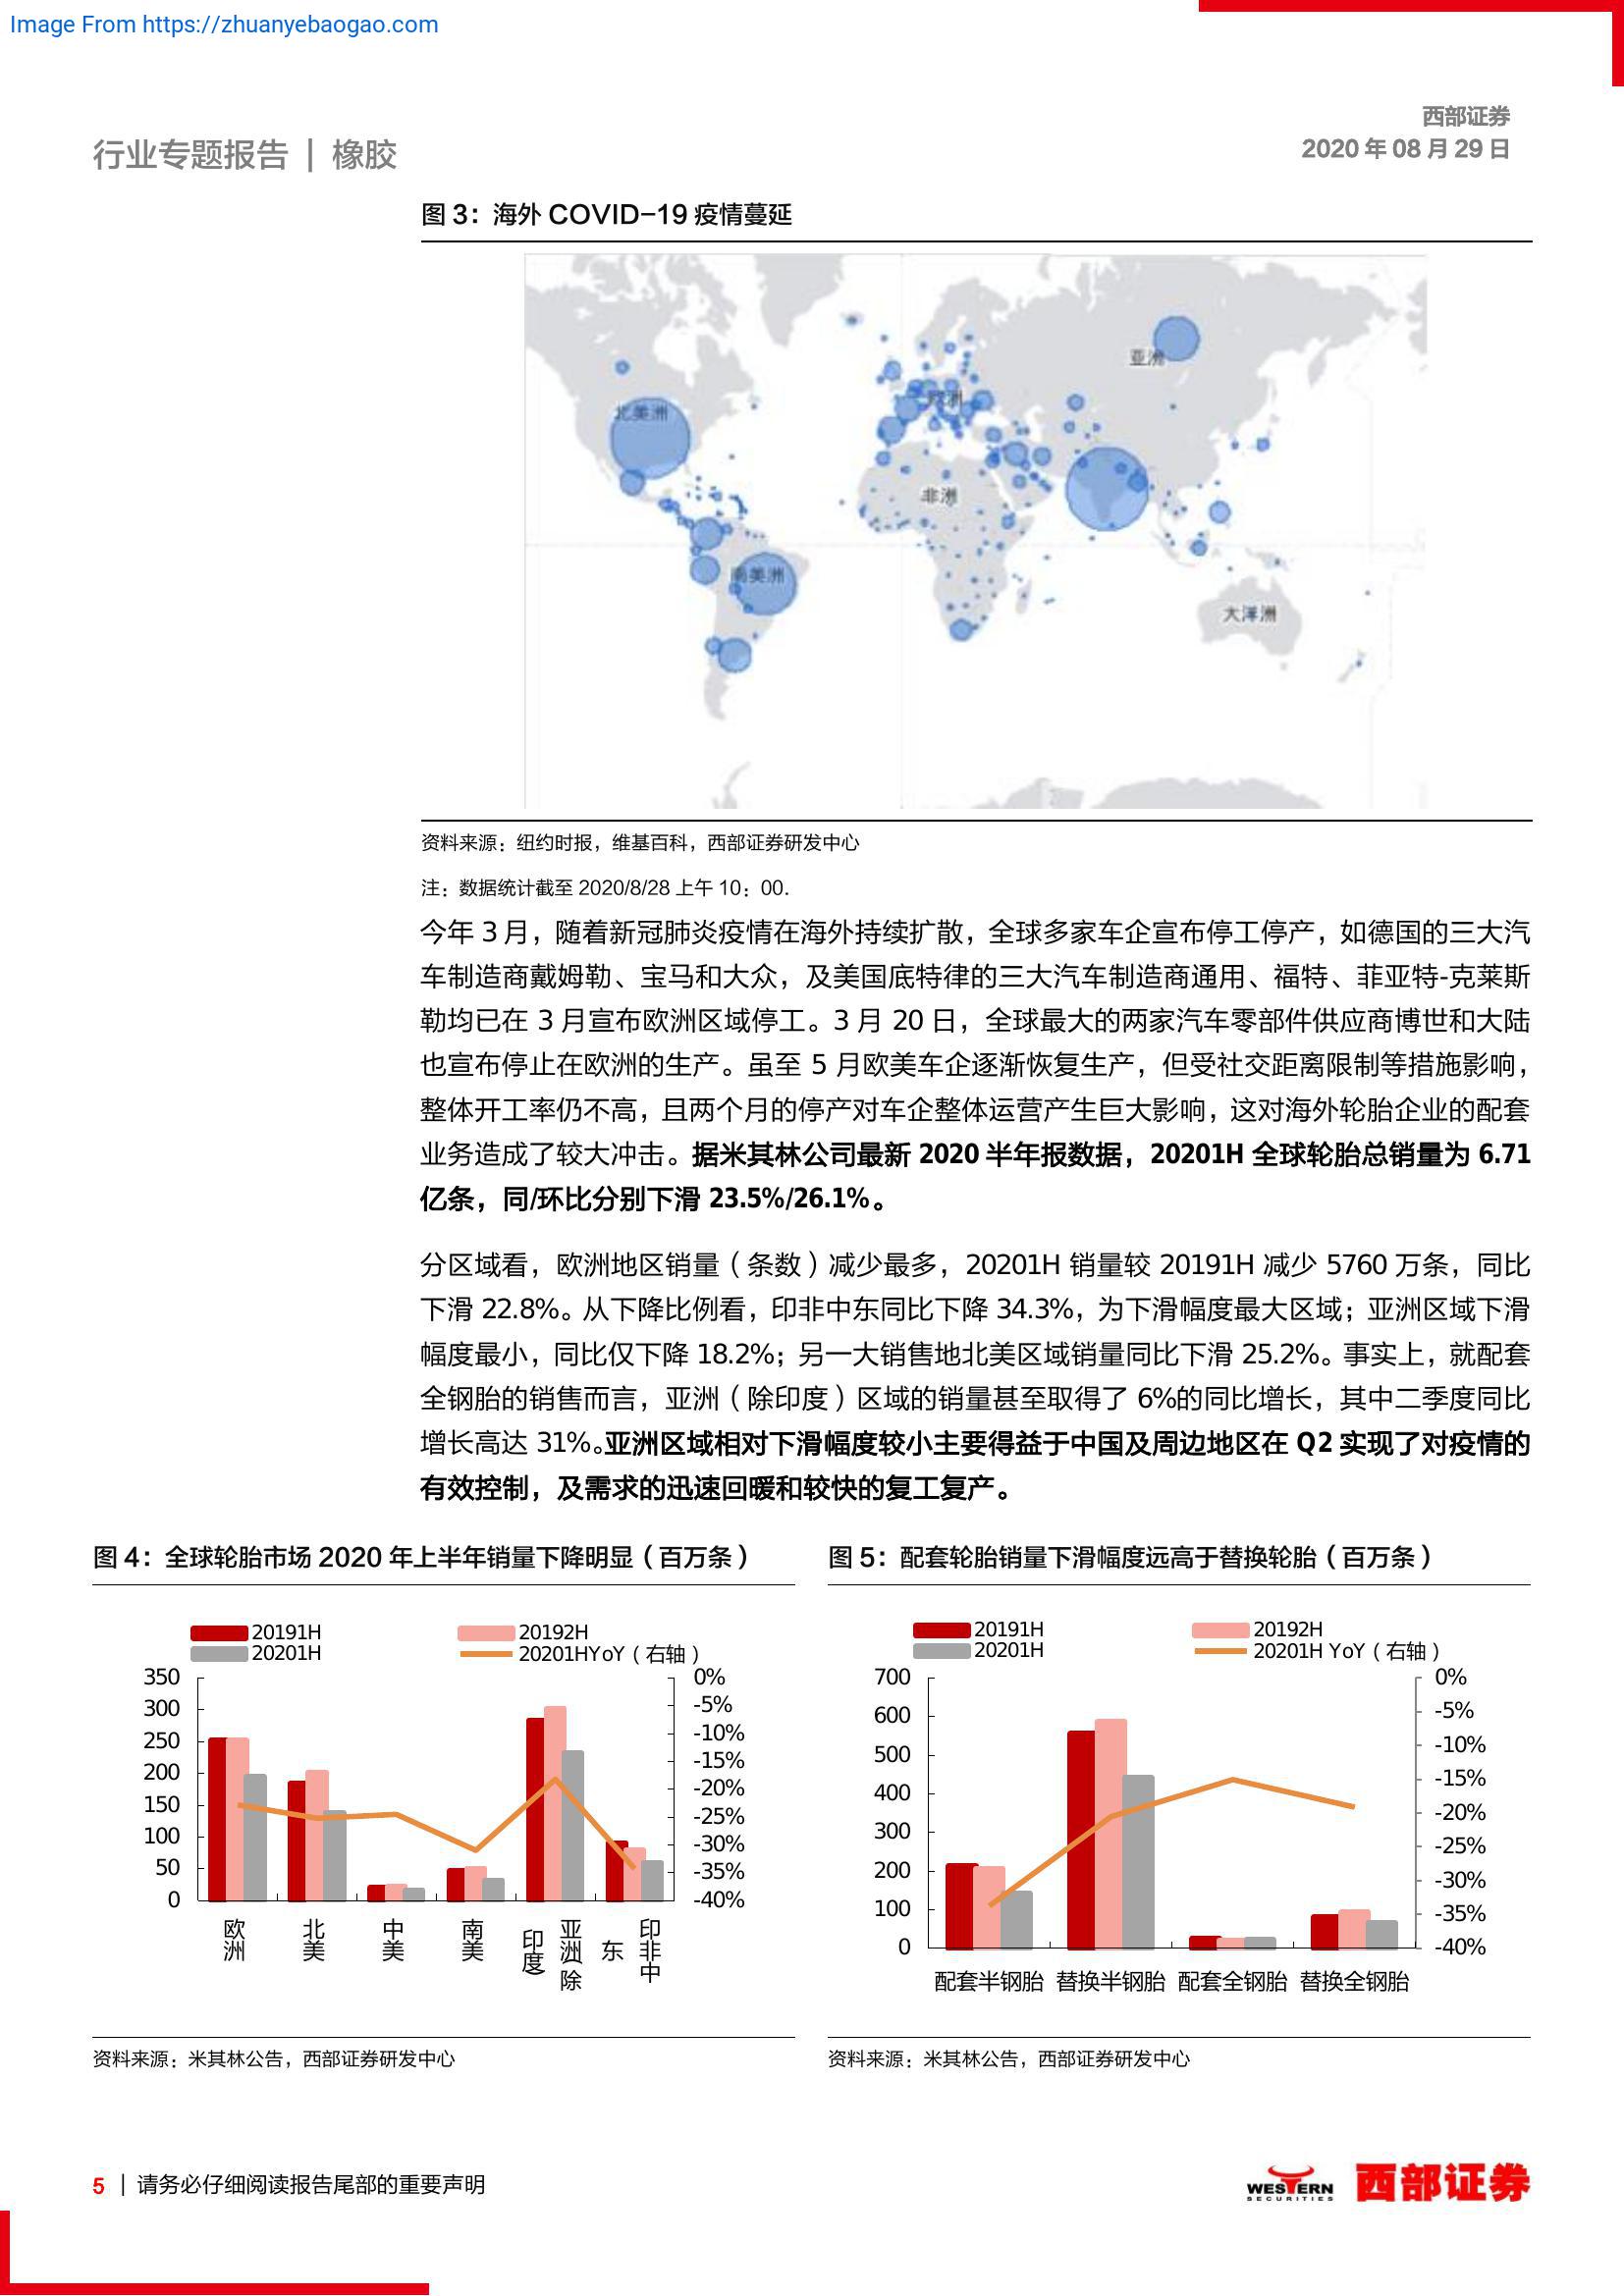 Image From https://zhuanyebaogao.com
西部证券
2020 年 08 月 29 日
行业专题报告 | 橡胶
图 3：海外 COVID-19 疫情蔓延
北美洲
南美洲
欧洲
非洲
亚洲
大洋洲
资料来源：纽约时报，维基百科，西部证券研发中心
注：数据统计截至 2020/8/28 上午 10：00.
今年 3 月，随着新冠肺炎疫情在海外持续扩散，全球多家车企宣布停工停产，如德国的三大汽
车制造商戴姆勒、宝马和大众，及美国底特律的三大汽车制造商通用、福特、菲亚特-克莱斯
勒均已在 3 月宣布欧洲区域停工。3 月 20 日，全球最大的两家汽车零部件供应商博世和大陆
也宣布停止在欧洲的生产。虽至 5 月欧美车企逐渐恢复生产，但受社交距离限制等措施影响，
整体开工率仍不高，且两个月的停产对车企整体运营产生巨大影响，这对海外轮胎企业的配套
业务造成了较大冲击。据米其林公司最新 2020 半年报数据，20201H 全球轮胎总销量为 6.71
亿条，同/环比分别下滑 23.5%/26.1%。
分区域看，欧洲地区销量（条数）减少最多，20201H 销量较 20191H 减少 5760 万条，同比
下滑 22.8%。从下降比例看，印非中东同比下降 34.3%，为下滑幅度最大区域；亚洲区域下滑
幅度最小，同比仅下降 18.2%；另一大销售地北美区域销量同比下滑 25.2%。事实上，就配套
全钢胎的销售而言，亚洲（除印度）区域的销量甚至取得了 6%的同比增长，其中二季度同比
增长高达 31%。亚洲区域相对下滑幅度较小主要得益于中国及周边地区在 Q2 实现了对疫情的
有效控制，及需求的迅速回暖和较快的复工复产。
图 4：全球轮胎市场 2020 年上半年销量下降明显（百万条）
20191H
20192H
20201H
20201HYoY（右轴）
350
300
250
200
150
100
50
0
0%
-5%
-10%
-15%
-20%
-25%
-30%
-35%
-40%
欧洲
北美
中美
南美
亚洲(除
印度
印非中
东
资料来源：米其林公告，西部证券研发中心
图 5：配套轮胎销量下滑幅度远高于替换轮胎（百万条）
20191H
20192H
20201H
20201H YoY（右轴）
700
600
500
400
300
200
100
0
0%
-5%
-10%
-15%
-20%
-25%
-30%
-35%
-40%
配套半钢胎 替换半钢胎 配套全钢胎 替换全钢胎
资料来源：米其林公告，西部证券研发中心
5 | 请务必仔细阅读报告尾部的重要声明
WESTERN
SECURITIES
西部证券